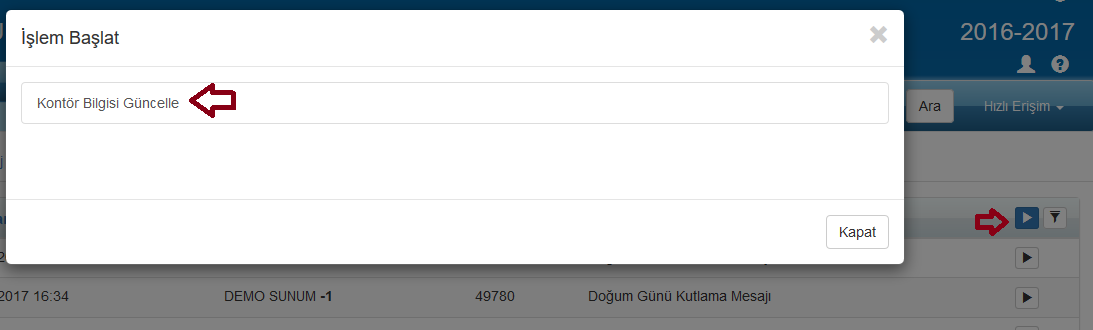 İşlem Başlat
2016-2017
Kontör Bilgisi Güncelle
Ara
Hızlı Erişim
Kapat
2017 16:34 DEMO SUNUM -1 49780 Doğum Günü Kutlama Mesajı